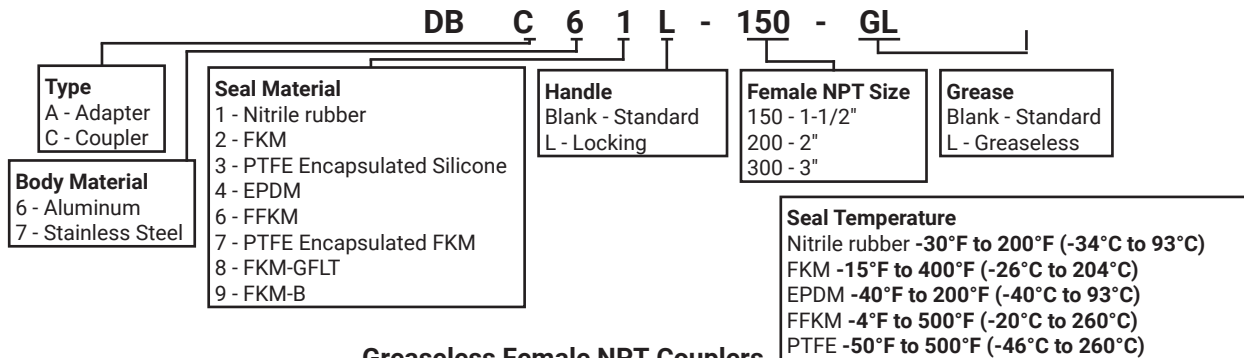 DB C 6 1 L - 150 - GL
Type
A - Adapter
C - Coupler
Body Material
6 - Aluminum
7 - Stainless Steel
Seal Material
1 - Nitrile rubber
2 - FKM
3 - PTFE Encapsulated Silicone
4 - EPDM
6 - FFKM
7 - PTFE Encapsulated FKM
8 - FKM-GFLT
9 - FKM-B
Handle
Blank - Standard
L - Locking
Female NPT Size
150 - 1-1/2"
200 - 2"
300 - 3"
Grease
Blank - Standard
L - Greaseless
Seal Temperature
Nitrile rubber -30°F to 200°F (-34°C to 93°C)
FKM -15°F to 400°F (-26°C to 204°C)
EPDM -40°F to 200°F (-40°C to 93°C)
FFKM -4°F to 500°F (-20°C to 260°C)
PTFE -50°F to 500°F (-46°C to 260°C)
Greaseless Female NPT Couplers